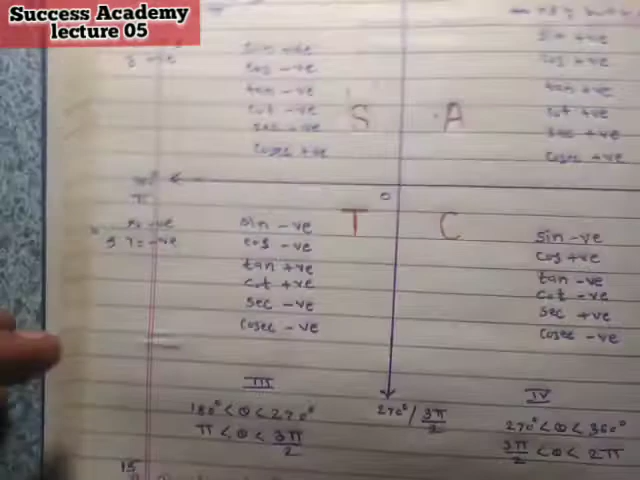 Success Academy
lecture 05
sin +ve
cos -ve
tan -ve
cot -ve
sec -ve
cosec +ve
S
A
sin +ve
cos +ve
tan +ve
cot +ve
sec +ve
cosec +ve
π
0
x = -ve
y = -ve
sin -ve
cos -ve
tan +ve
cot +ve
sec -ve
cosec -ve
T
C
sin -ve
cos +ve
tan -ve
cot -ve
sec +ve
cosec -ve
III
180° < θ < 270°
π < θ < 3π/2
270° / 3π/2
IV
270° < θ < 360°
3π/2 < θ < 2π
15